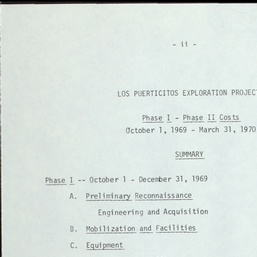 - ii -
LOS PUERTICITOS EXPLORATION PROJECT
Phase I - Phase II Costs
October 1, 1969 - March 31, 1970
SUMMARY
Phase I -- October 1 - December 31, 1969
A. Preliminary Reconnaissance
Engineering and Acquisition
B. Mobilization and Facilities
C. Equipment